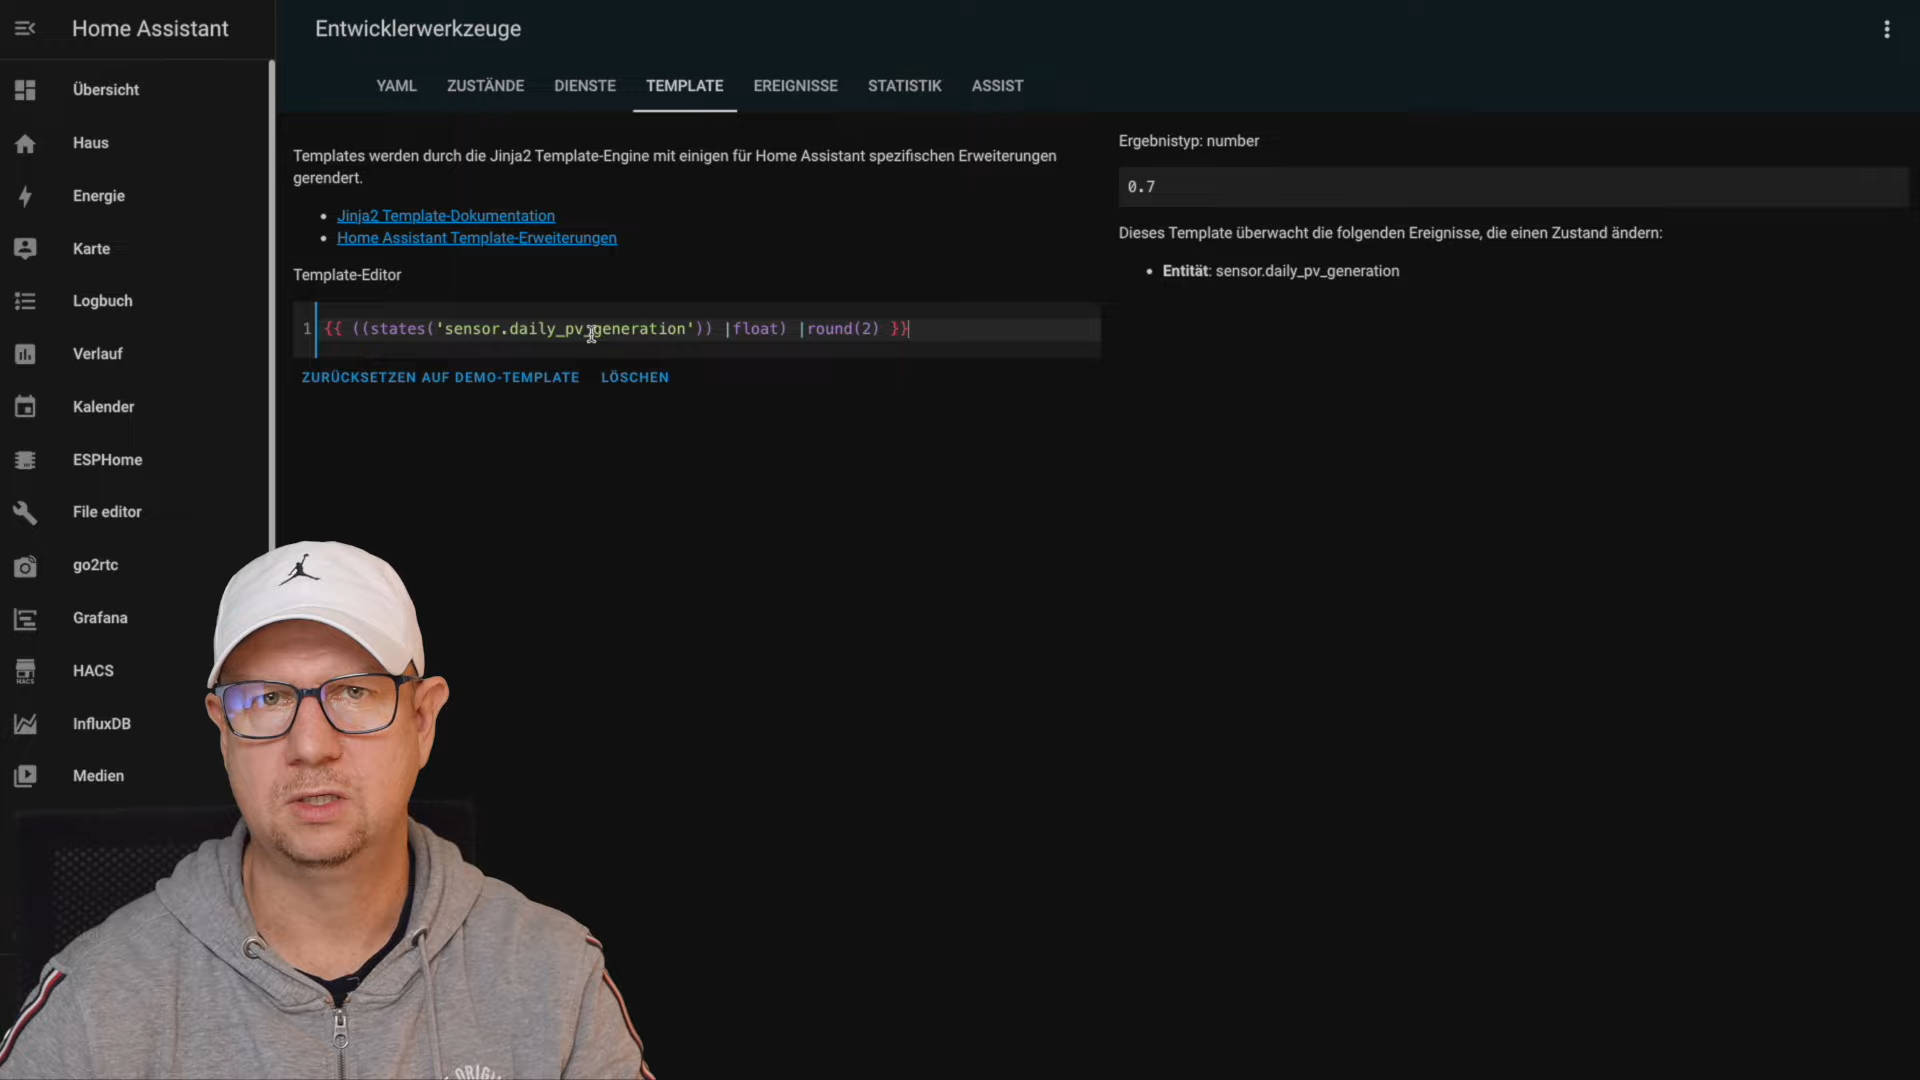 Home Assistant
Entwicklerwerkzeuge
YAML ZUSTÄNDE DIENSTE TEMPLATE EREIGNISSE STATISTIK ASSIST
Übersicht
Haus
Energie
Karte
Logbuch
Verlauf
Kalender
ESPHome
File editor
go2rtc
Grafana
HACS
HACS
InfluxDB
Medien
Templates werden durch die Jinja2 Template-Engine mit einigen für Home Assistant spezifischen Erweiterungen
gerendert.
Jinja2 Template-Dokumentation
Home Assistant Template-Erweiterungen
Template-Editor
1 {{ ((states('sensor.daily_pv_generation')) |float) |round(2) }}
ZURÜCKSETZEN AUF DEMO-TEMPLATE LÖSCHEN
Ergebnistyp: number
0.7
Dieses Template überwacht die folgenden Ereignisse, die einen Zustand ändern:
Entität: sensor.daily_pv_generation